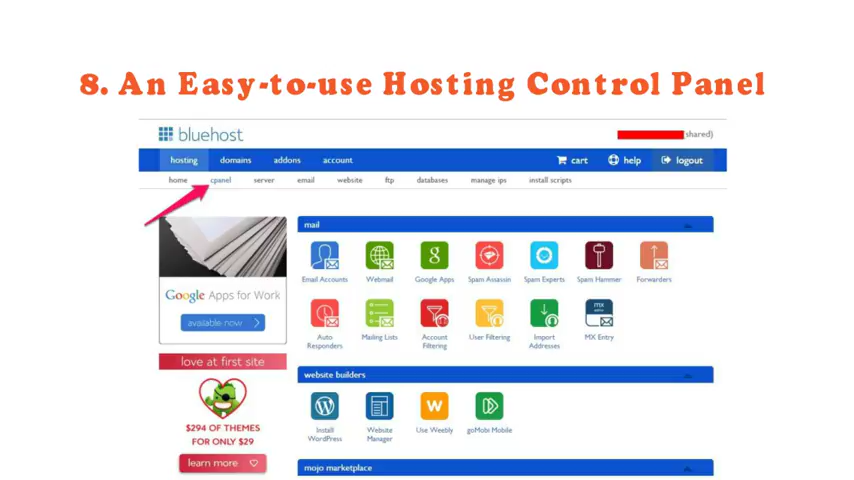 8. An Easy-to-use Hosting Control Panel
bluehost
shared)
hosting domains addons account cart help logout
home cpanel server email website ftp databases manage ips install scripts
mail
Email Accounts Webmail Google Apps Spam Assassin Spam Experts Spam Hammer Forwarders
Google Apps for Work
available now
g
MX
Auto Responders Mailing Lists Account Filtering User Filtering Import Addresses MX Entry
love at first site
$294 OF THEMES
FOR ONLY $29
learn more
website builders
W
Install WordPress Website Manager Use Weebly goMobi Mobile
mojo marketplace